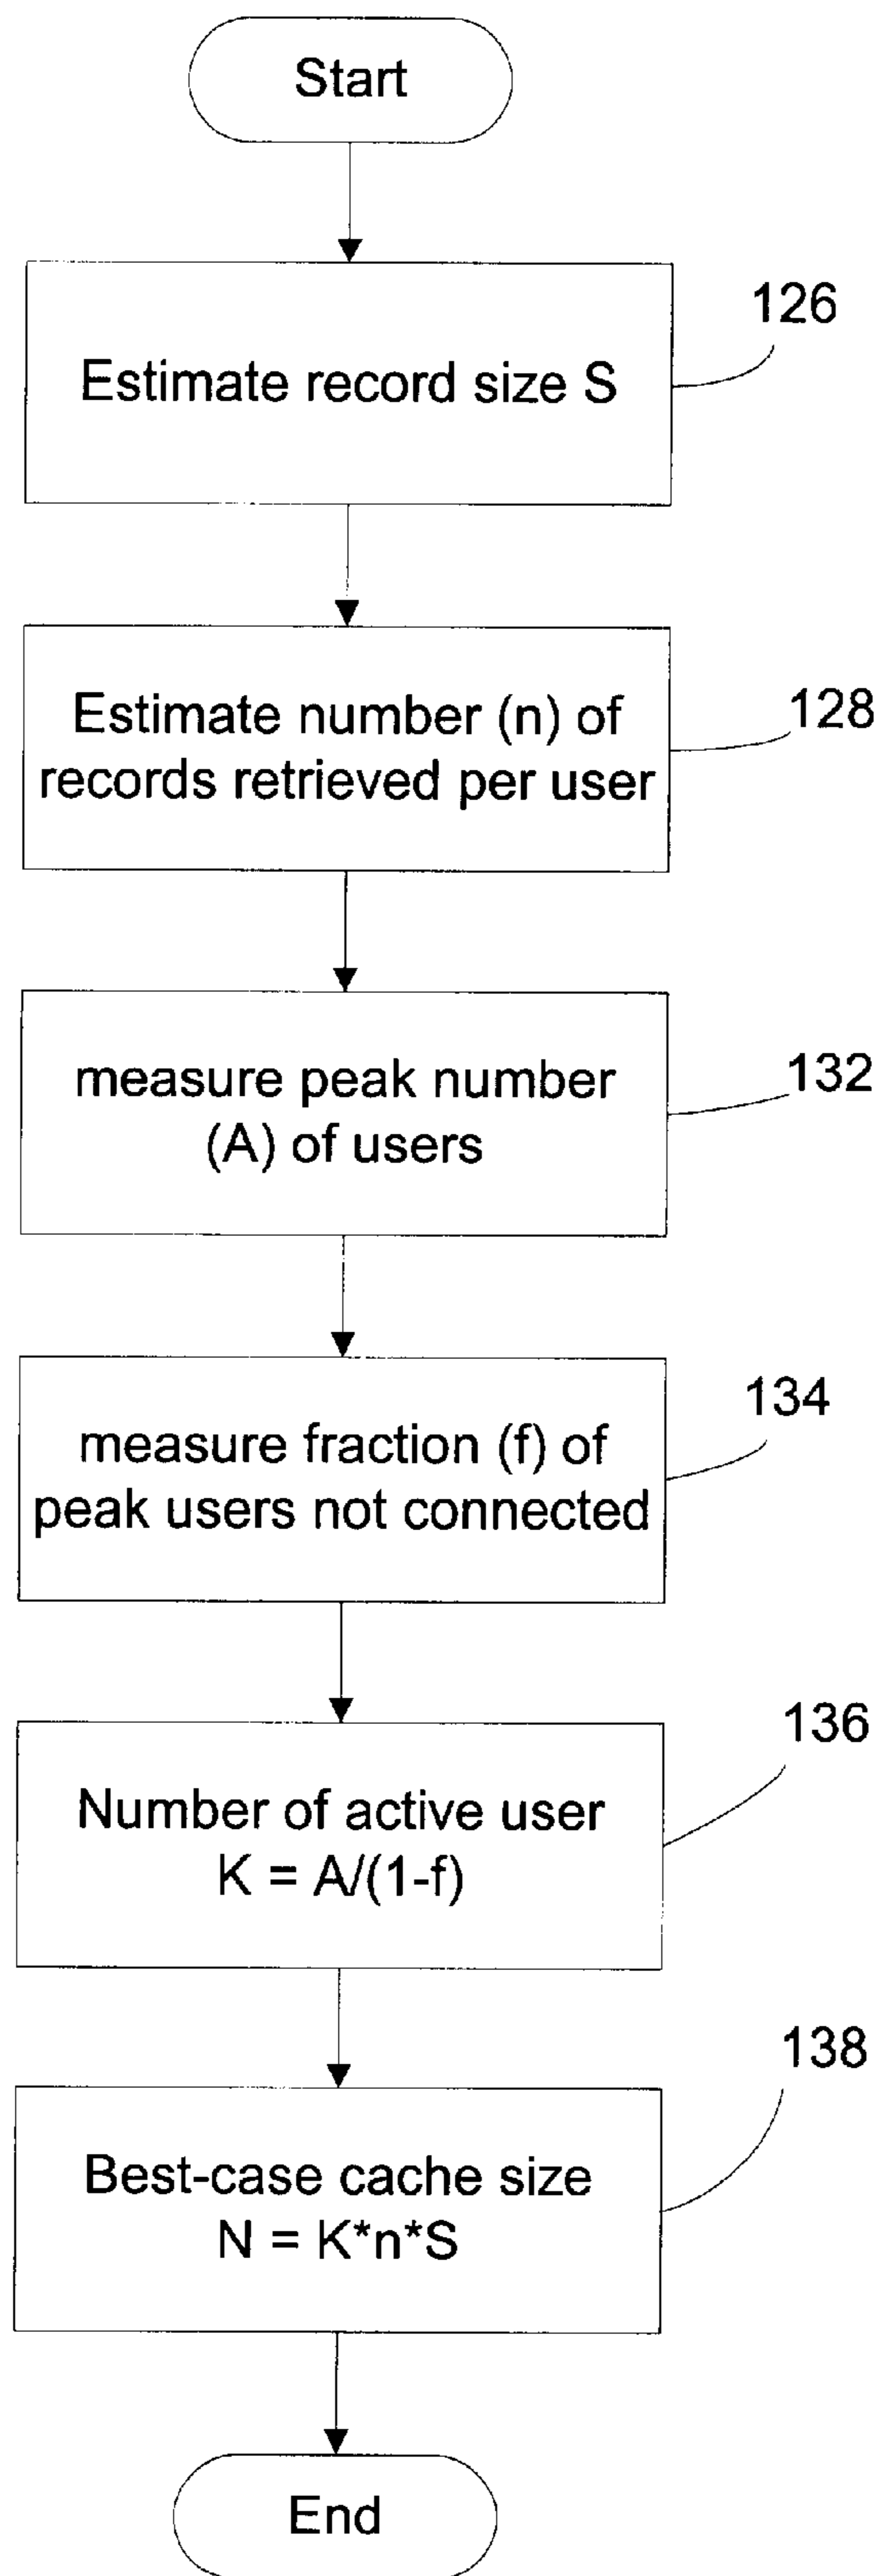 Start
Estimate record size S
126
Estimate number (n) of
records retrieved per user
128
measure peak number
(A) of users
132
measure fraction (f) of
peak users not connected
134
Number of active user
K = A/(1-f)
136
Best-case cache size
N = K*n*S
138
End